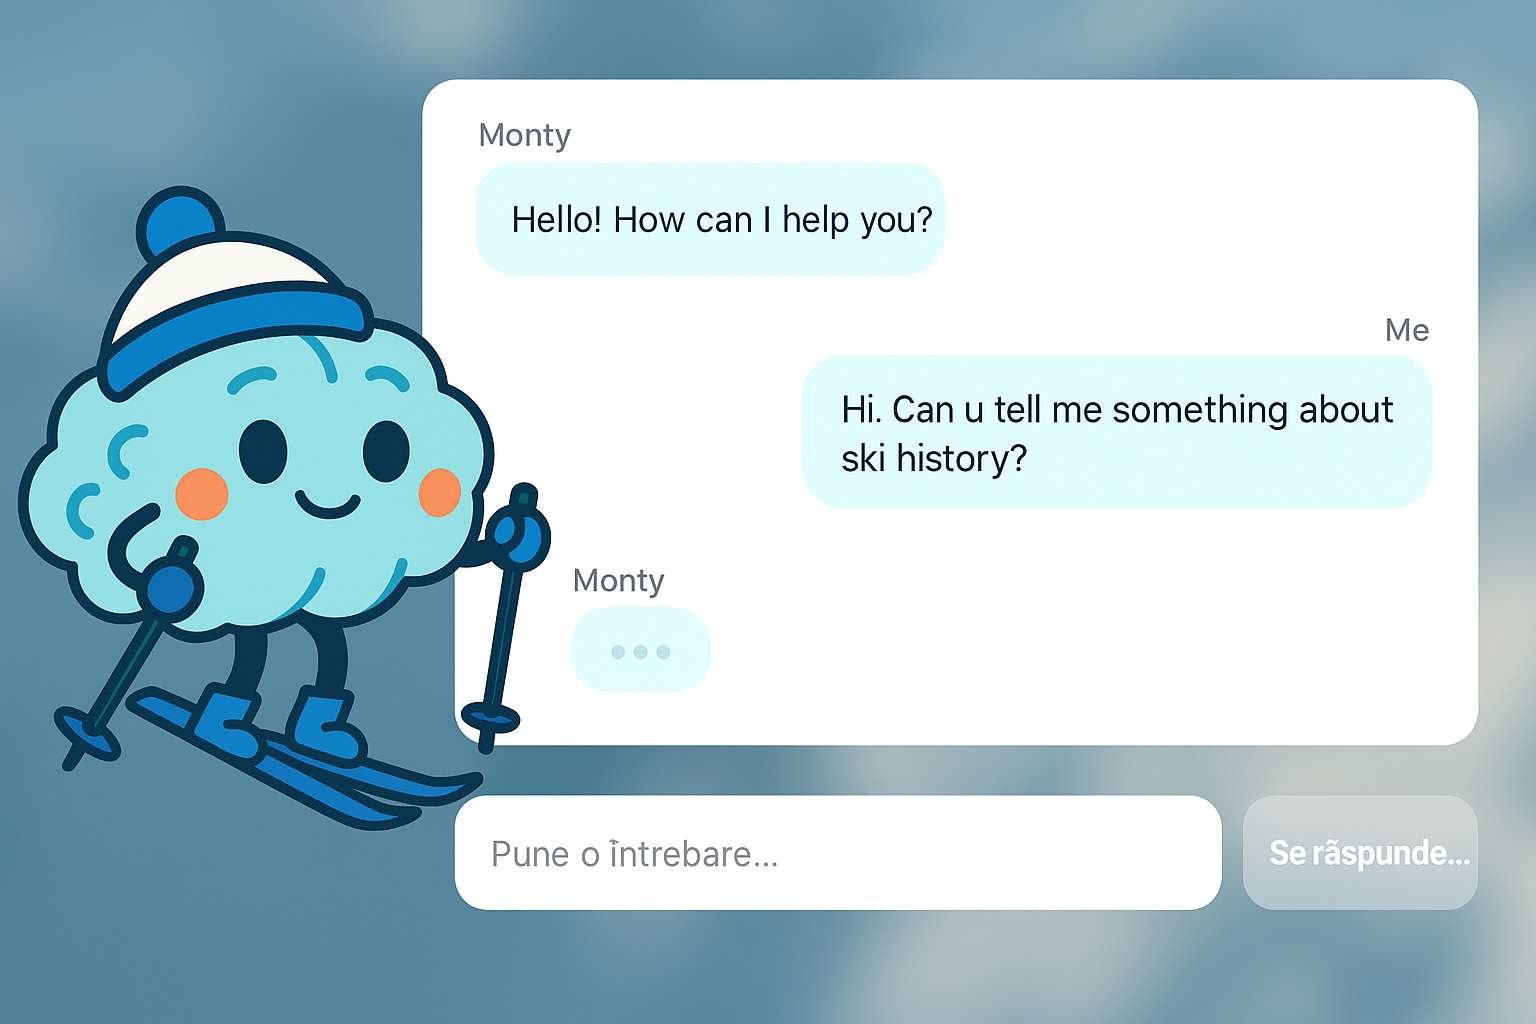 Monty
Hello! How can I help you?
Me
Hi. Can u tell me something about
ski history?
Monty
Pune o întrebare...
Se rãspunde...